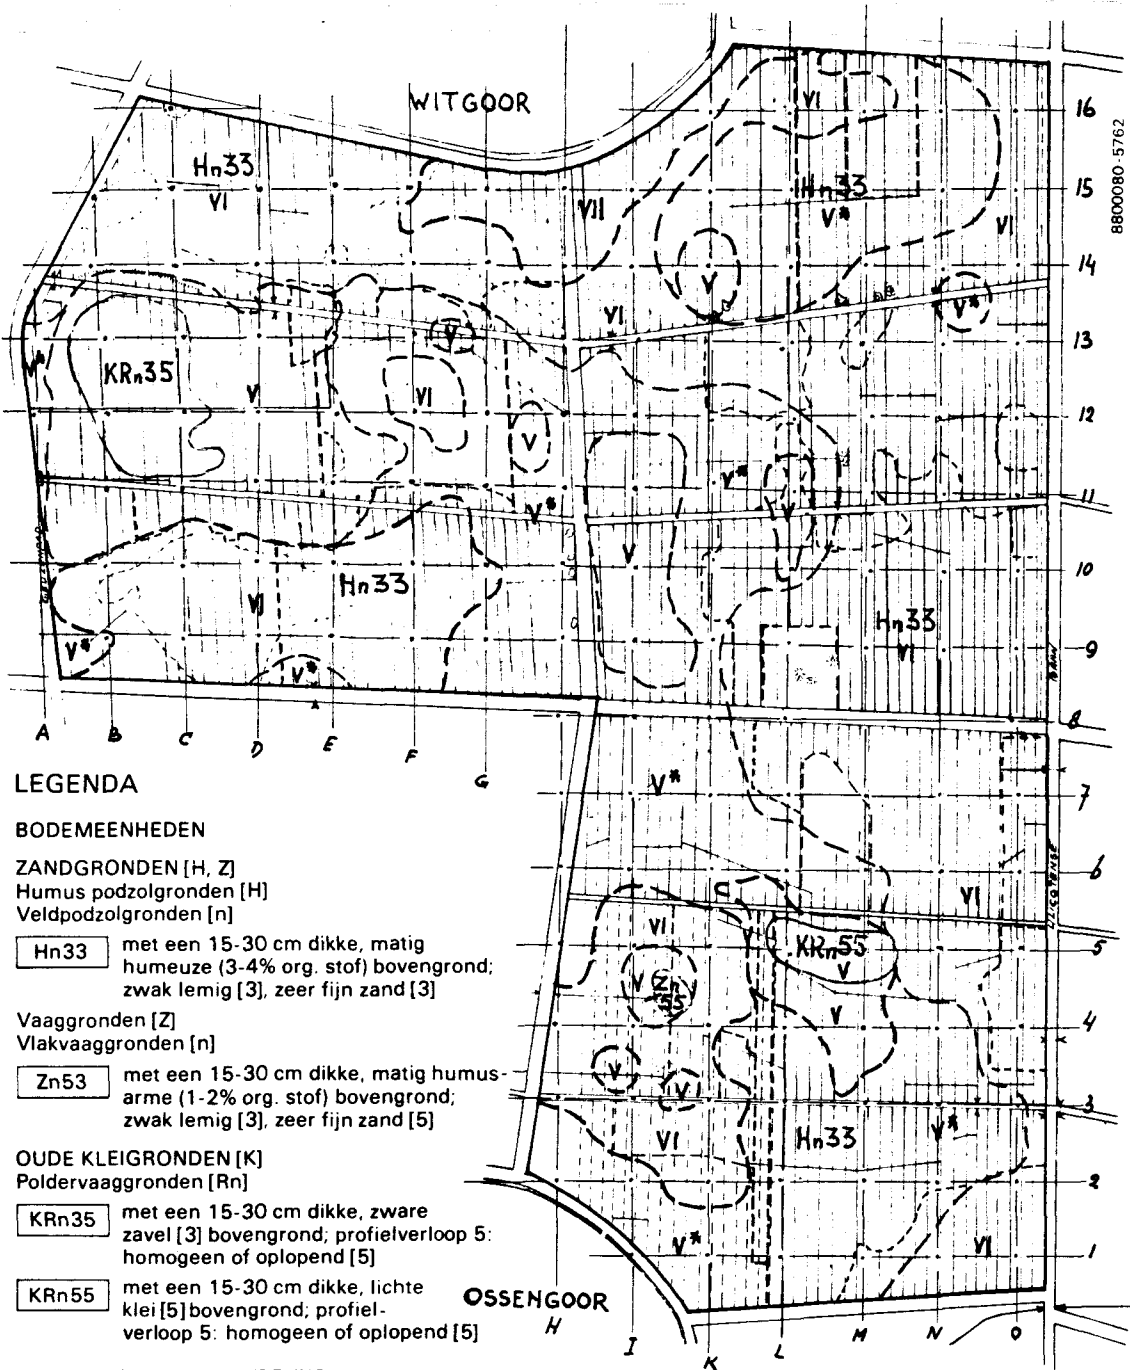 WITGOOR
16
8800080-5762
Hn33
VI
15
VI
Hn33
V*
VII
VI
14
V
V*
VI
13
V
V*
KRn35
V
VI
12
V
V*
11
V
V*
V
10
Hn33
VI
Hn33
VI
9
V*
V*
8
A
B
C
D
E
F
G
V*
7
6
VI
VI
5
KRn55
V
V
Zn
55
V
4
V
V
3
VI
Hn33
V*
2
V*
VI
1
OSSENGOOR
H
I
K
L
M
N
O
LEGENDA
BODEMEENHEDEN
ZANDGRONDEN [H, Z]
Humus podzolgronden [H]
Veldpodzolgronden [n]
Hn33 met een 15-30 cm dikke, matig
humeuze (3-4% org. stof) bovengrond;
zwak lemig [3], zeer fijn zand [3]
Vaaggronden [Z]
Vlakvaaggronden [n]
Zn53 met een 15-30 cm dikke, matig humus-
arme (1-2% org. stof) bovengrond;
zwak lemig [3], zeer fijn zand [5]
OUDE KLEIGRONDEN [K]
Poldervaaggronden [Rn]
KRn35 met een 15-30 cm dikke, zware
zavel [3] bovengrond; profielverloop 5:
homogeen of oplopend [5]
KRn55 met een 15-30 cm dikke, lichte
klei [5] bovengrond; profiel-
verloop 5: homogeen of oplopend [5]